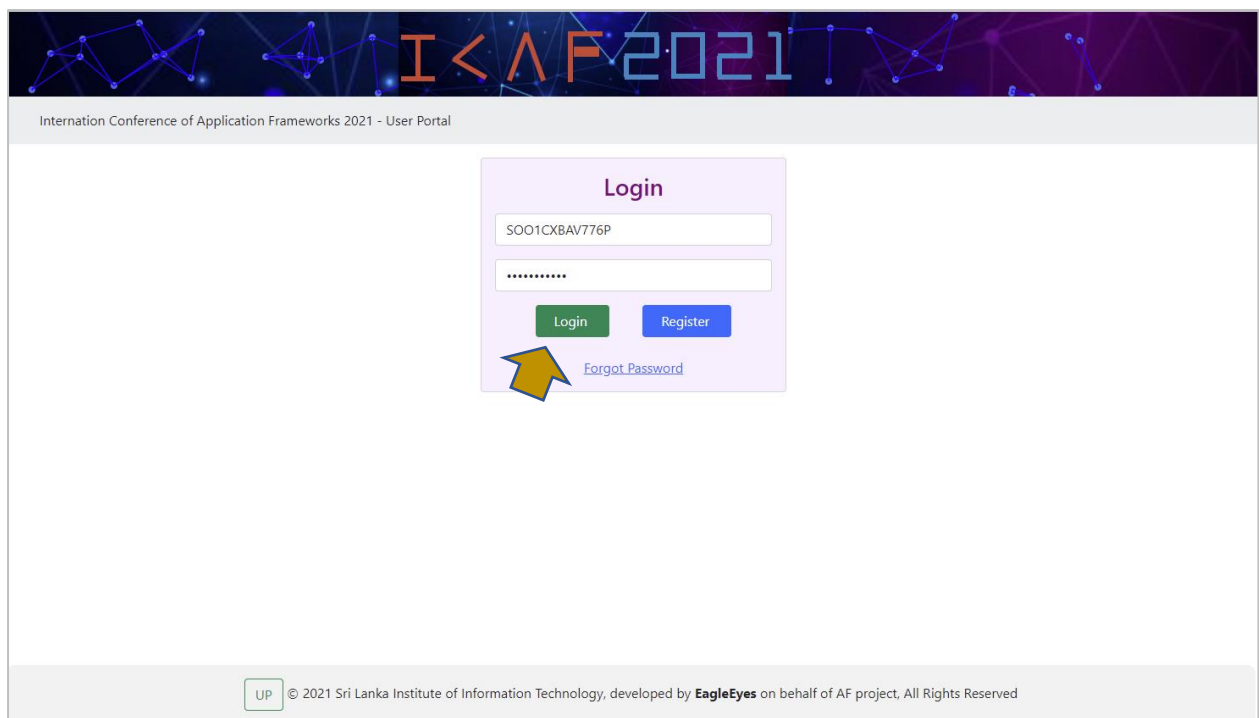 ICAF2021
Internation Conference of Application Frameworks 2021 - User Portal
Login
SOO1CXBAV776P
•••••••••••
Login Register
Forgot Password
UP © 2021 Sri Lanka Institute of Information Technology, developed by EagleEyes on behalf of AF project, All Rights Reserved